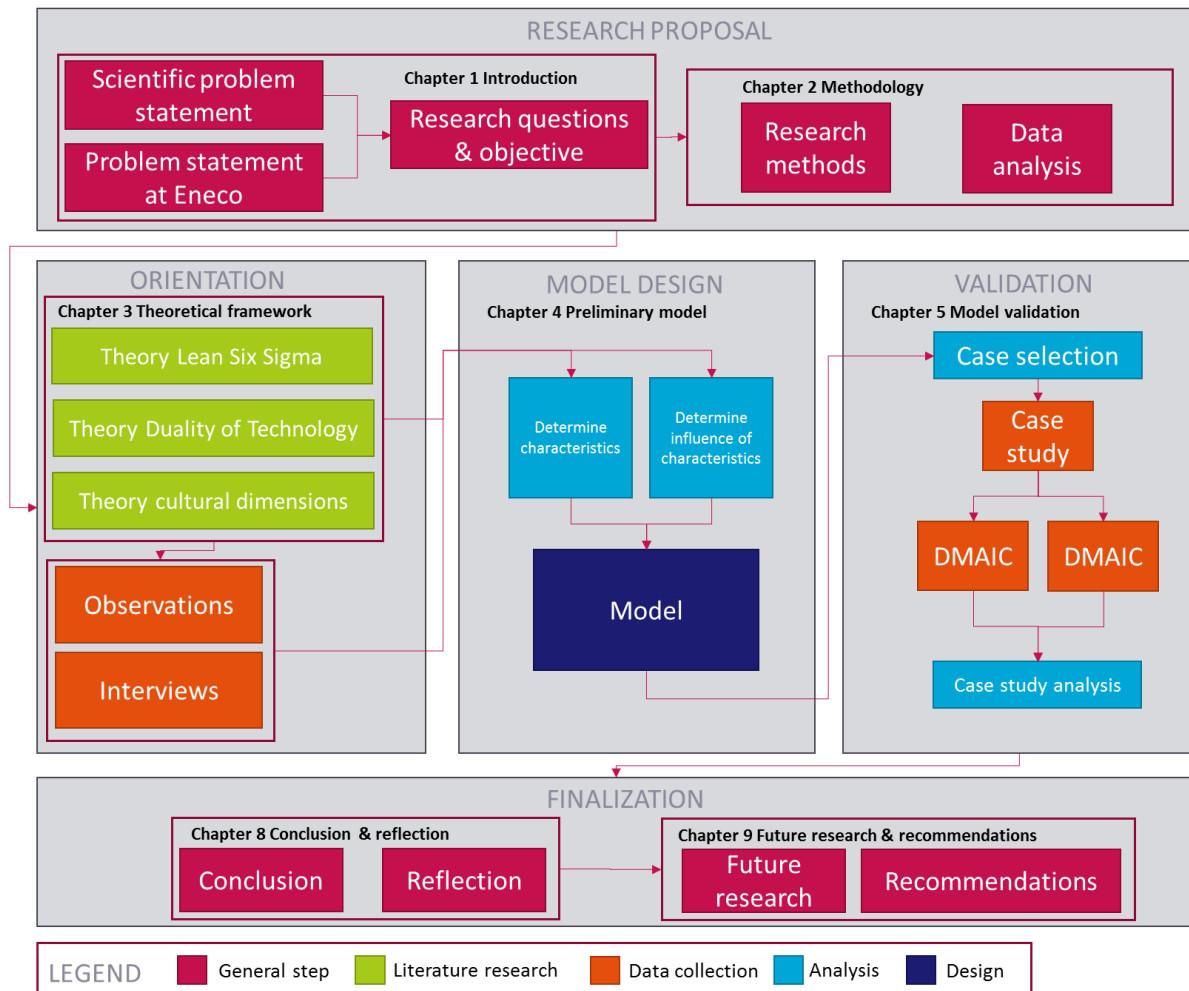 RESEARCH PROPOSAL
Chapter 1 Introduction
Scientific problem
statement
Problem statement
at Eneco
Research questions
& objective
Chapter 2 Methodology
Research
methods
Data
analysis
ORIENTATION
Chapter 3 Theoretical framework
Theory Lean Six Sigma
Theory Duality of Technology
Theory cultural dimensions
Observations
Interviews
MODEL DESIGN
Chapter 4 Preliminary model
Determine
characteristics
Determine
influence of
characteristics
Model
VALIDATION
Chapter 5 Model validation
Case selection
Case
study
DMAIC
DMAIC
Case study analysis
FINALIZATION
Chapter 8 Conclusion & reflection
Conclusion
Reflection
Chapter 9 Future research & recommendations
Future
research
Recommendations
LEGEND
General step
Literature research
Data collection
Analysis
Design